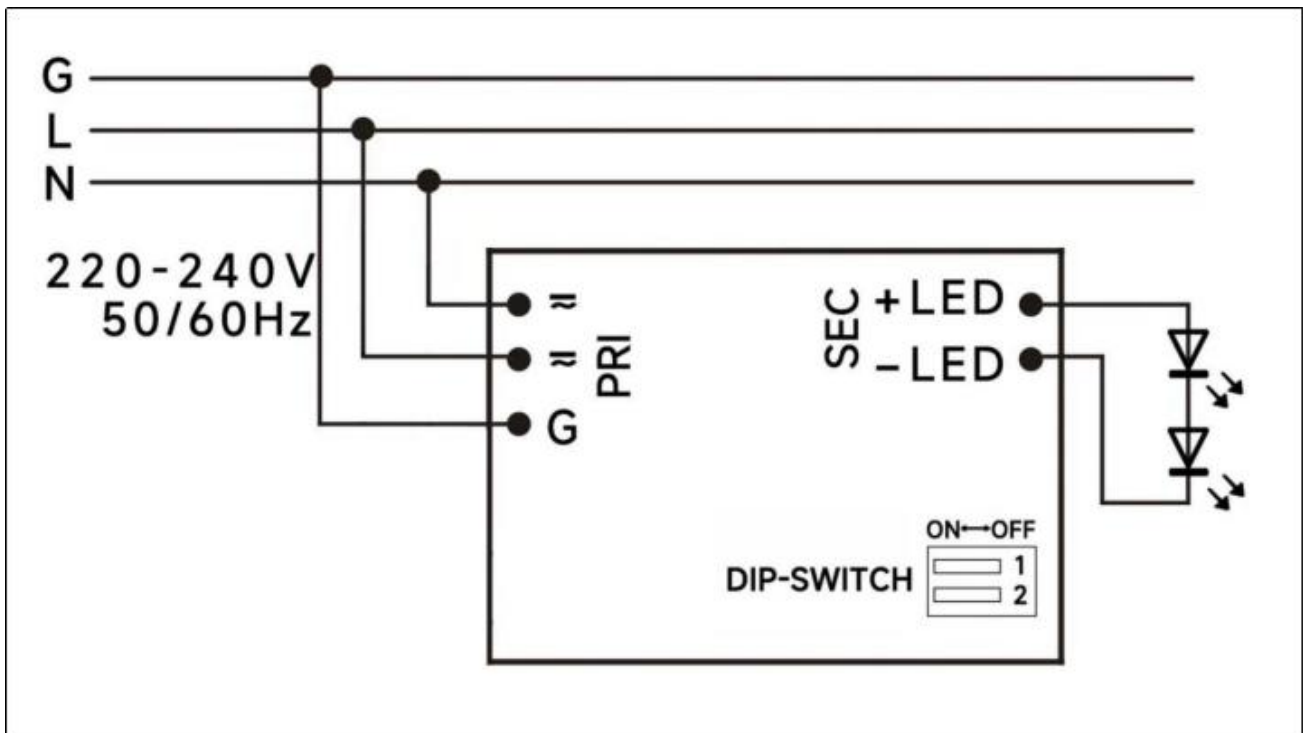 G
L
N
220-240V
50/60Hz
PRI
G
SEC
+LED
-LED
ON↔OFF
DIP-SWITCH
1
2